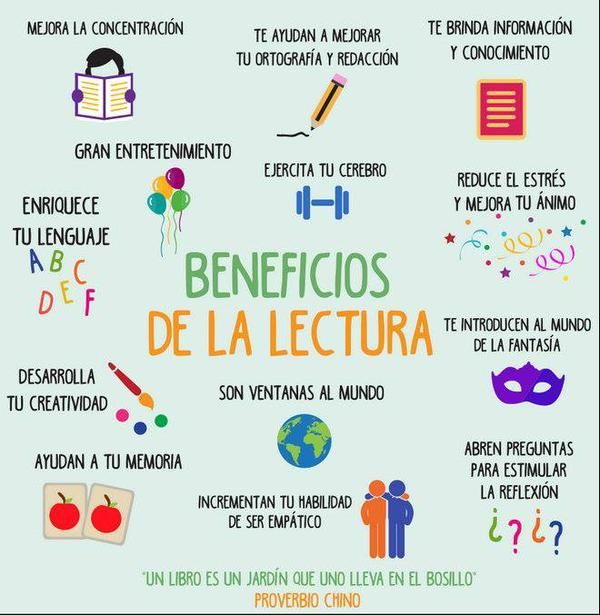 MEJORA LA CONCENTRACIÓN
TE AYUDAN A MEJORAR
TU ORTOGRAFÍA Y REDACCIÓN
TE BRINDA INFORMACIÓN
Y CONOCIMIENTO
GRAN ENTRETENIMIENTO
EJERCITA TU CEREBRO
REDUCE EL ESTRÉS
Y MEJORA TU ÁNIMO
ENRIQUECE
TU LENGUAJE
A B C
D E F
BENEFICIOS
DE LA LECTURA
TE INTRODUCEN AL MUNDO
DE LA FANTASÍA
DESARROLLA
TU CREATIVIDAD
SON VENTANAS AL MUNDO
AYUDAN A TU MEMORIA
ABREN PREGUNTAS
PARA ESTIMULAR
LA REFLEXIÓN
¿?¿?
INCREMENTAN TU HABILIDAD
DE SER EMPÁTICO
"UN LIBRO ES UN JARDÍN QUE UNO LLEVA EN EL BOSILLO"
PROVERBIO CHINO